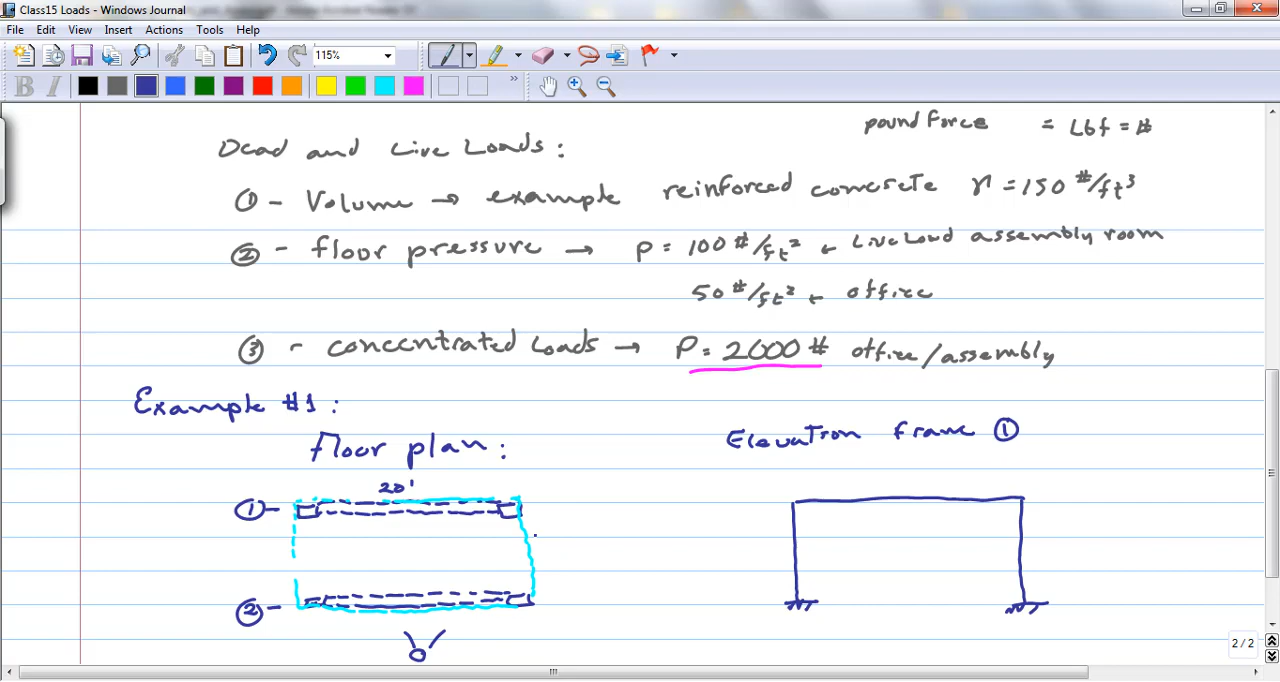 Class15 Loads - Windows Journal
File Edit View Insert Actions Tools Help
115%
B I
pound force = Lbf = #
Dead and Live Loads:
① - Volume → example reinforced concrete γ = 150 #/ft³
② - floor pressure → P = 100 #/ft² ← Live Load assembly room
50 #/ft² ← office
③ - concentrated Loads → P = 2000 # office/assembly
Example #1:
Floor plan:
Elevation frame ①
20'
①
②
2 / 2